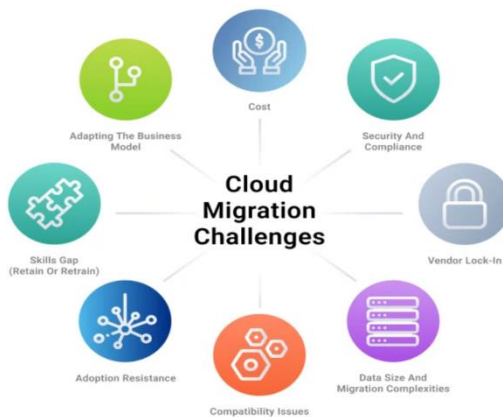 Cost
Adapting The Business
Model
Security And
Compliance
Cloud
Migration
Challenges
Skills Gap
(Retain Or Retrain)
Vendor Lock-In
Adoption Resistance
Data Size And
Migration Complexities
Compatibility Issues